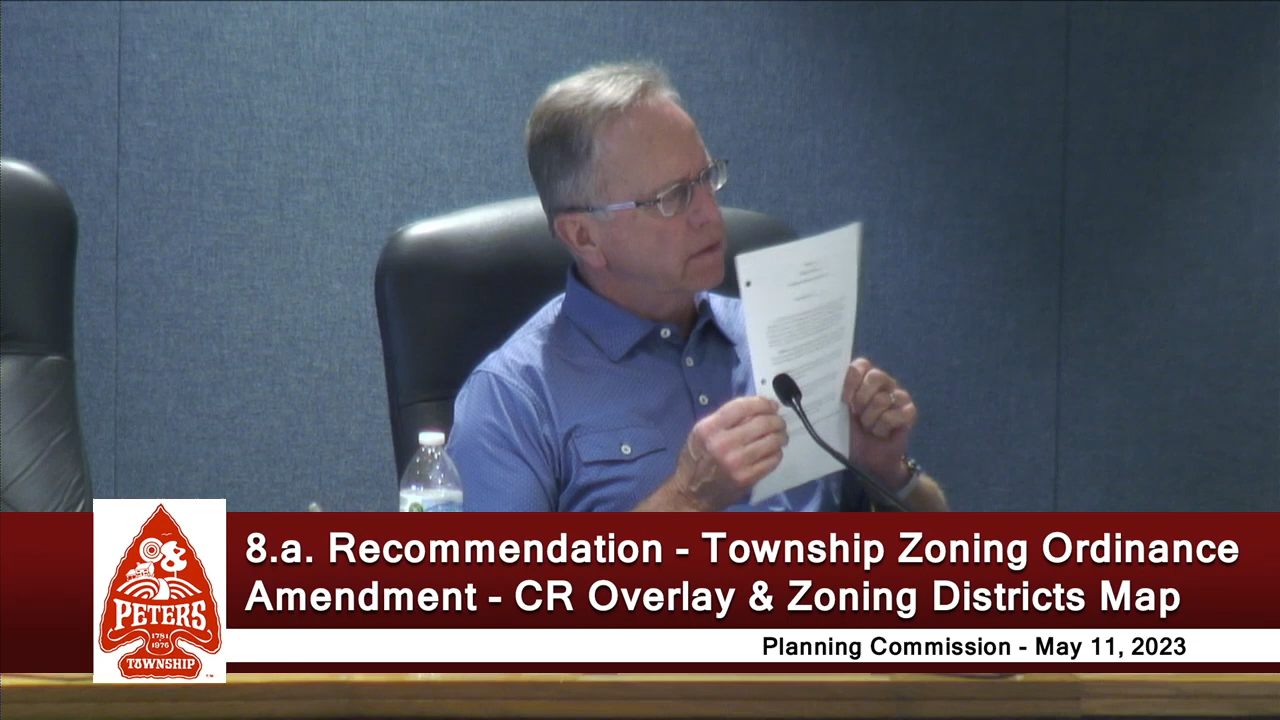 8.a. Recommendation - Township Zoning Ordinance
Amendment - CR Overlay & Zoning Districts Map
Planning Commission - May 11, 2023
PETERS
1781
1976
TOWNSHIP
TM